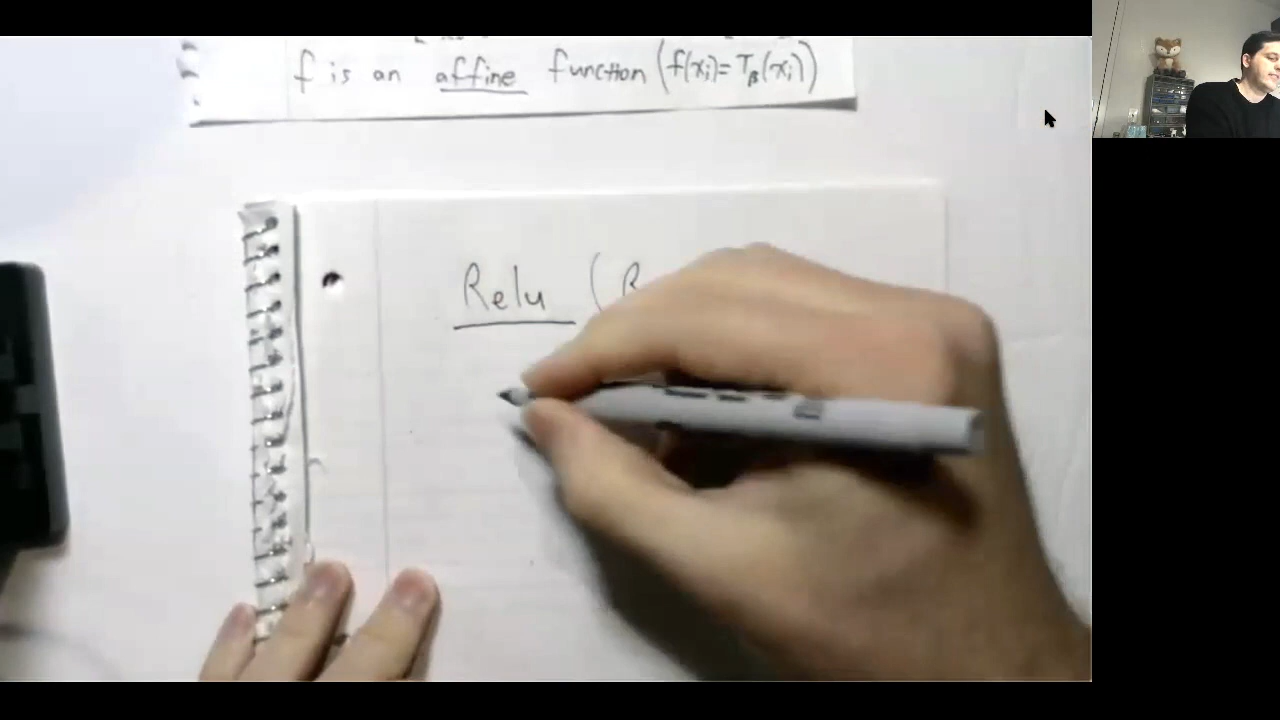 f is an affine function (f(xi)= Tβ(xi))
Relu (R